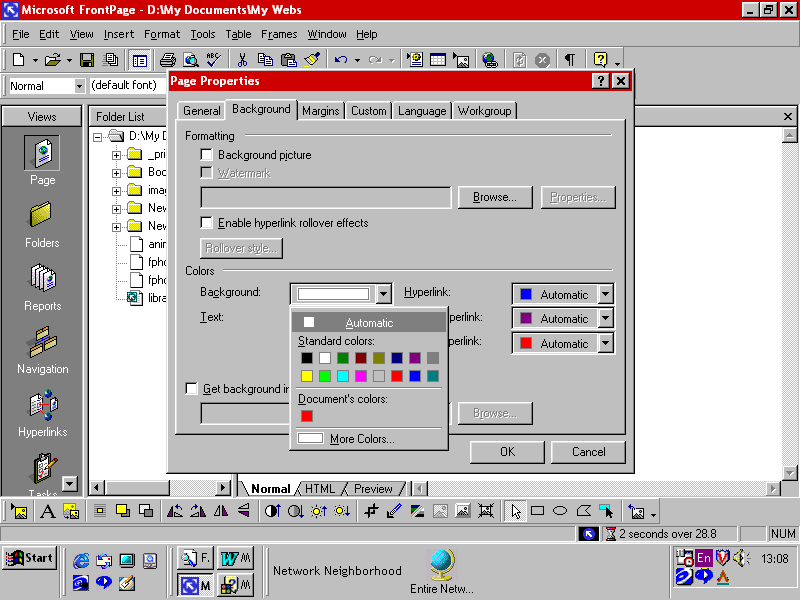 Microsoft FrontPage - D:\My Documents\My Webs
File Edit View Insert Format Tools Table Frames Window Help
Normal (default font)
Page Properties
Views
Folder List
General Background Margins Custom Language Workgroup
D:\My D
Formatting
_pri
Background picture
Boo
Watermark
Page
imag
Browse... Properties...
New
New
Enable hyperlink rollover effects
Folders
anin
Rollover style...
fpho
fpho
Colors
Reports
libra
Background: Hyperlink: Automatic
Text: perlink: Automatic
Automatic
Standard colors: perlink: Automatic
Navigation
Get background in
Document's colors:
Browse...
Hyperlinks
More Colors...
OK Cancel
Tasks
Normal HTML Preview
2 seconds over 28.8 NUM
Start F. W M
M M
Network Neighborhood
Entire Netw...
En 13:08